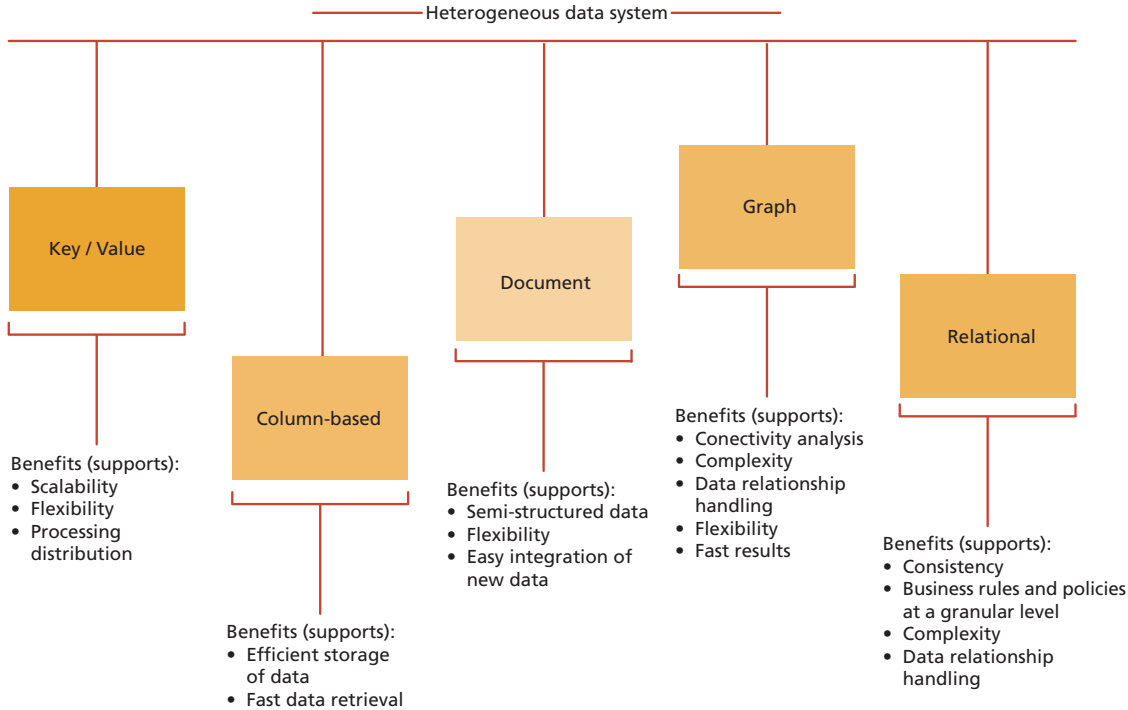 Heterogeneous data system
Key / Value
Benefits (supports):
• Scalability
• Flexibility
• Processing
distribution
Column-based
Benefits (supports):
• Efficient storage
of data
• Fast data retrieval
Document
Benefits (supports):
• Semi-structured data
• Flexibility
• Easy integration of
new data
Graph
Benefits (supports):
• Conectivity analysis
• Complexity
• Data relationship
handling
• Flexibility
• Fast results
Relational
Benefits (supports):
• Consistency
• Business rules and policies
at a granular level
• Complexity
• Data relationship
handling